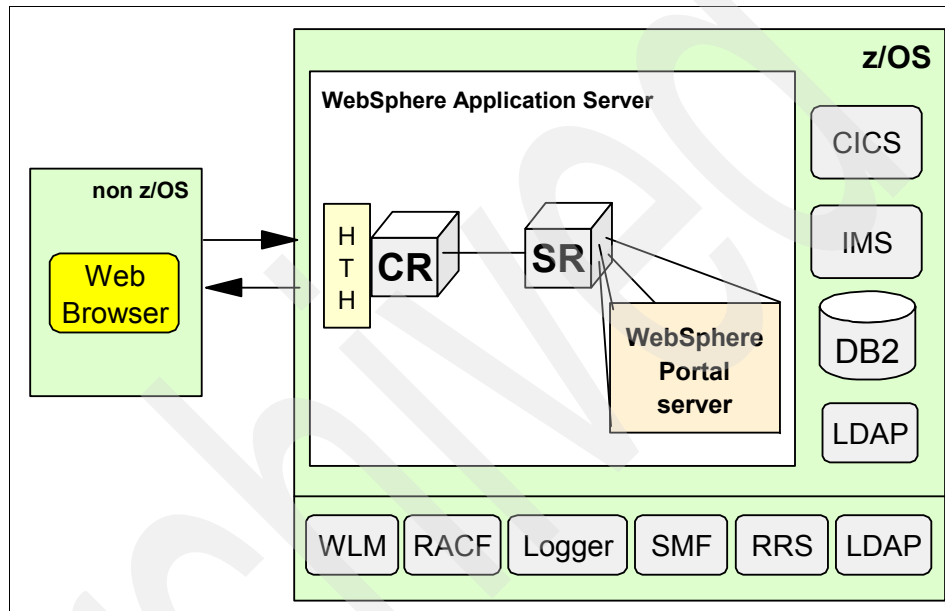 z/OS
WebSphere Application Server
CICS
non z/OS
H
T
H
CR
SR
IMS
Web
Browser
WebSphere
Portal
server
DB2
LDAP
WLM
RACF
Logger
SMF
RRS
LDAP